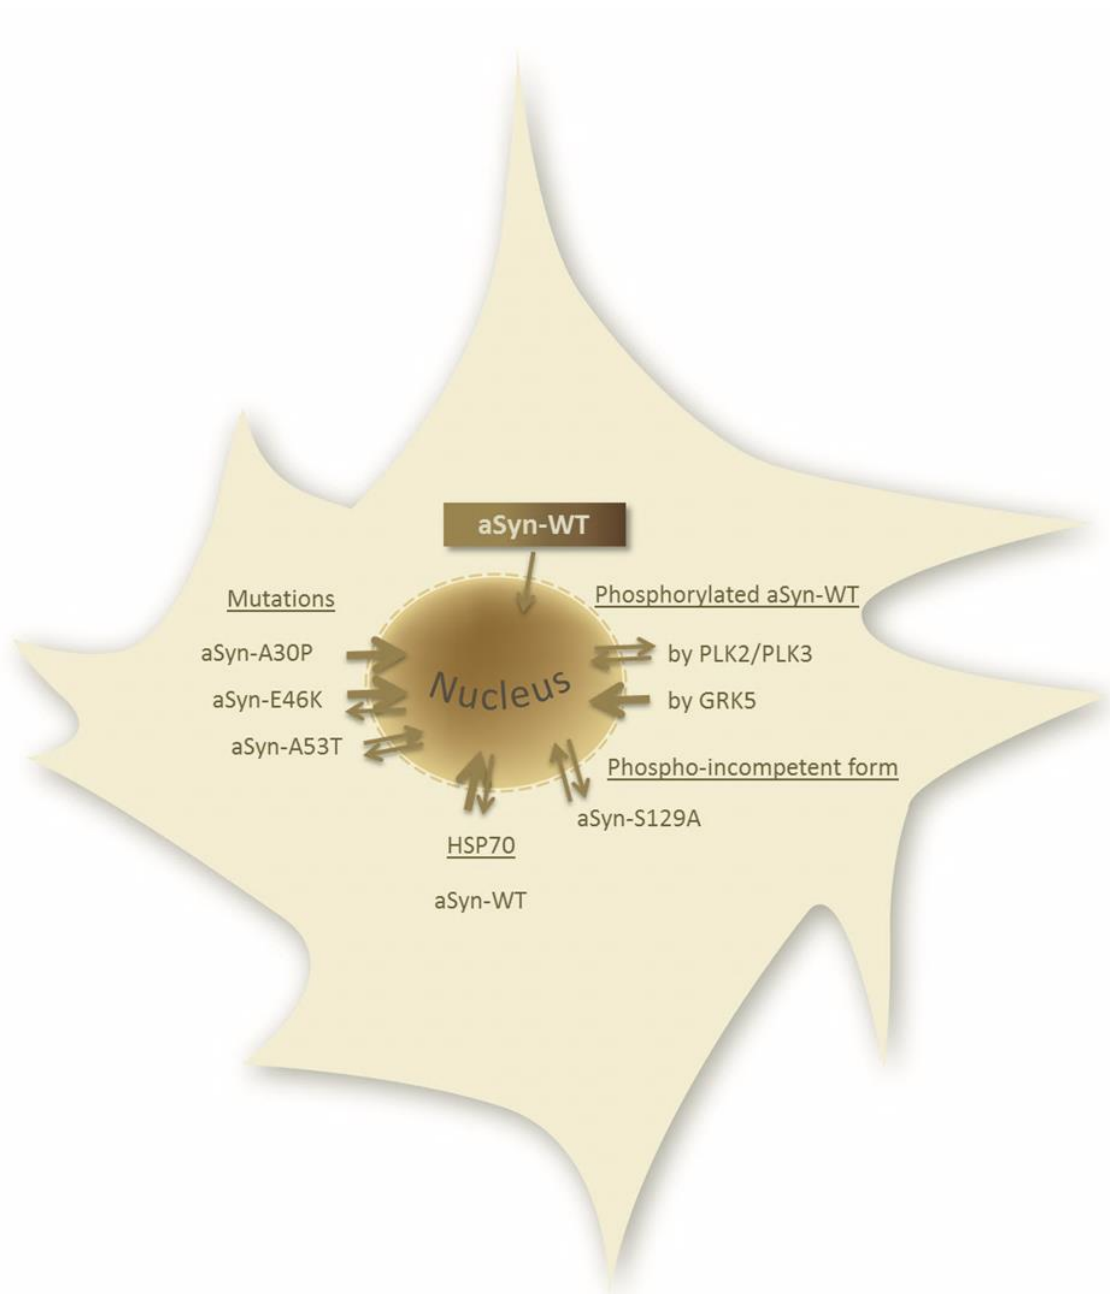 aSyn-WT
Mutations
aSyn-A30P
aSyn-E46K
aSyn-A53T
Nucleus
Phosphorylated aSyn-WT
by PLK2/PLK3
by GRK5
Phospho-incompetent form
aSyn-S129A
HSP70
aSyn-WT